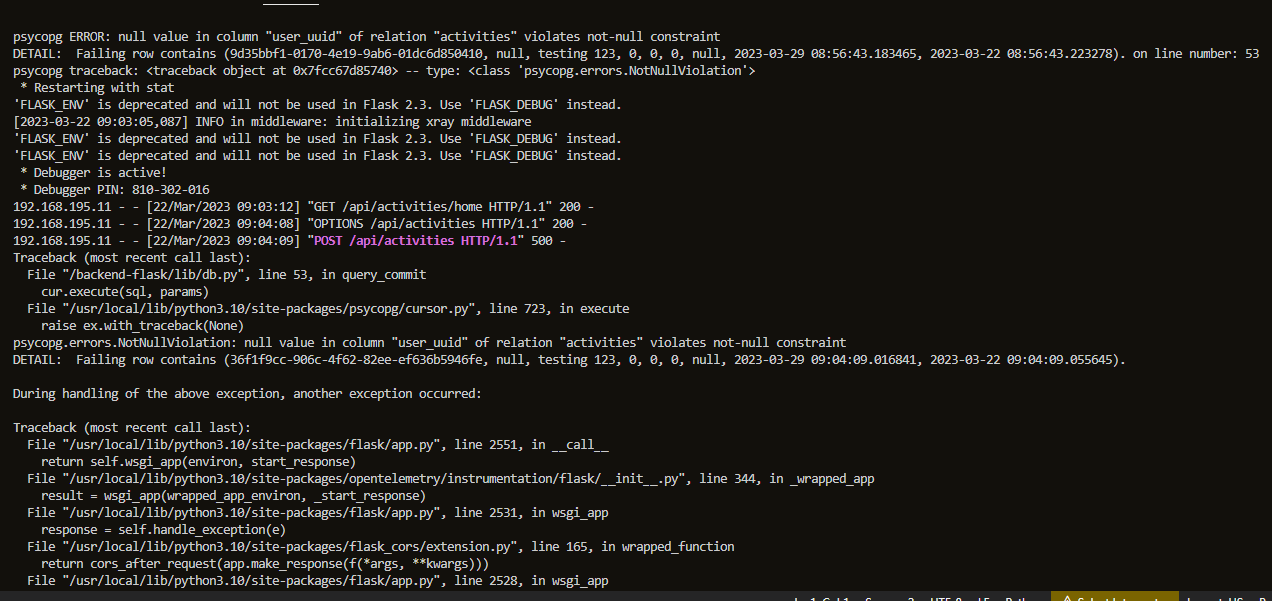 psycopg ERROR: null value in column "user_uuid" of relation "activities" violates not-null constraint
DETAIL:  Failing row contains (9d35bbf1-0170-4e19-9ab6-01dc6d850410, null, testing 123, 0, 0, 0, null, 2023-03-29 08:56:43.183465, 2023-03-22 08:56:43.223278). on line number: 53
psycopg traceback: <traceback object at 0x7fcc67d85740> -- type: <class 'psycopg.errors.NotNullViolation'>
 * Restarting with stat
'FLASK_ENV' is deprecated and will not be used in Flask 2.3. Use 'FLASK_DEBUG' instead.
[2023-03-22 09:03:05,087] INFO in middleware: initializing xray middleware
'FLASK_ENV' is deprecated and will not be used in Flask 2.3. Use 'FLASK_DEBUG' instead.
'FLASK_ENV' is deprecated and will not be used in Flask 2.3. Use 'FLASK_DEBUG' instead.
 * Debugger is active!
 * Debugger PIN: 810-302-016
192.168.195.11 - - [22/Mar/2023 09:03:12] "GET /api/activities/home HTTP/1.1" 200 -
192.168.195.11 - - [22/Mar/2023 09:04:08] "OPTIONS /api/activities HTTP/1.1" 200 -
192.168.195.11 - - [22/Mar/2023 09:04:09] "POST /api/activities HTTP/1.1" 500 -
Traceback (most recent call last):
  File "/backend-flask/lib/db.py", line 53, in query_commit
    cur.execute(sql, params)
  File "/usr/local/lib/python3.10/site-packages/psycopg/cursor.py", line 723, in execute
    raise ex.with_traceback(None)
psycopg.errors.NotNullViolation: null value in column "user_uuid" of relation "activities" violates not-null constraint
DETAIL:  Failing row contains (36f1f9cc-906c-4f62-82ee-ef636b5946fe, null, testing 123, 0, 0, 0, null, 2023-03-29 09:04:09.016841, 2023-03-22 09:04:09.055645).
During handling of the above exception, another exception occurred:
Traceback (most recent call last):
  File "/usr/local/lib/python3.10/site-packages/flask/app.py", line 2551, in __call__
    return self.wsgi_app(environ, start_response)
  File "/usr/local/lib/python3.10/site-packages/opentelemetry/instrumentation/flask/__init__.py", line 344, in _wrapped_app
    result = wsgi_app(wrapped_app_environ, _start_response)
  File "/usr/local/lib/python3.10/site-packages/flask/app.py", line 2531, in wsgi_app
    response = self.handle_exception(e)
  File "/usr/local/lib/python3.10/site-packages/flask_cors/extension.py", line 165, in wrapped_function
    return cors_after_request(app.make_response(f(*args, **kwargs)))
  File "/usr/local/lib/python3.10/site-packages/flask/app.py", line 2528, in wsgi_app